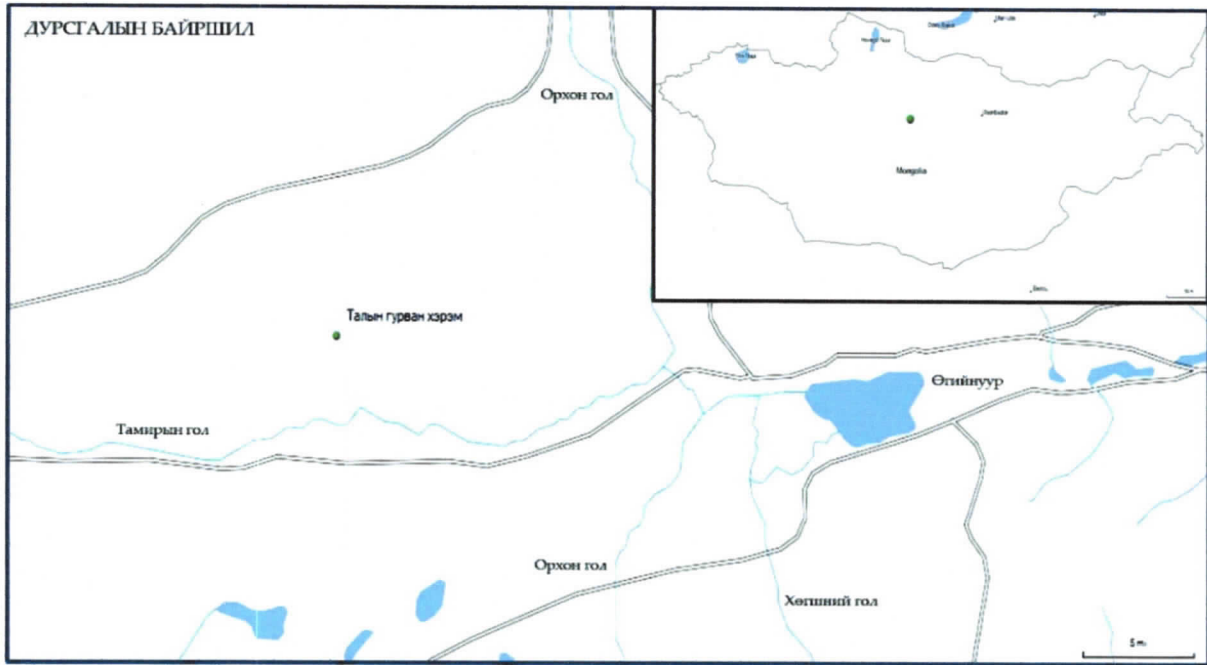 ДУРСГАЛЫН БАЙРШИЛ
Орхон гол
Mongolia
Талын гурван хэрэм
Өгийнуур
Тамирын гол
Орхон гол
Хөгшний гол